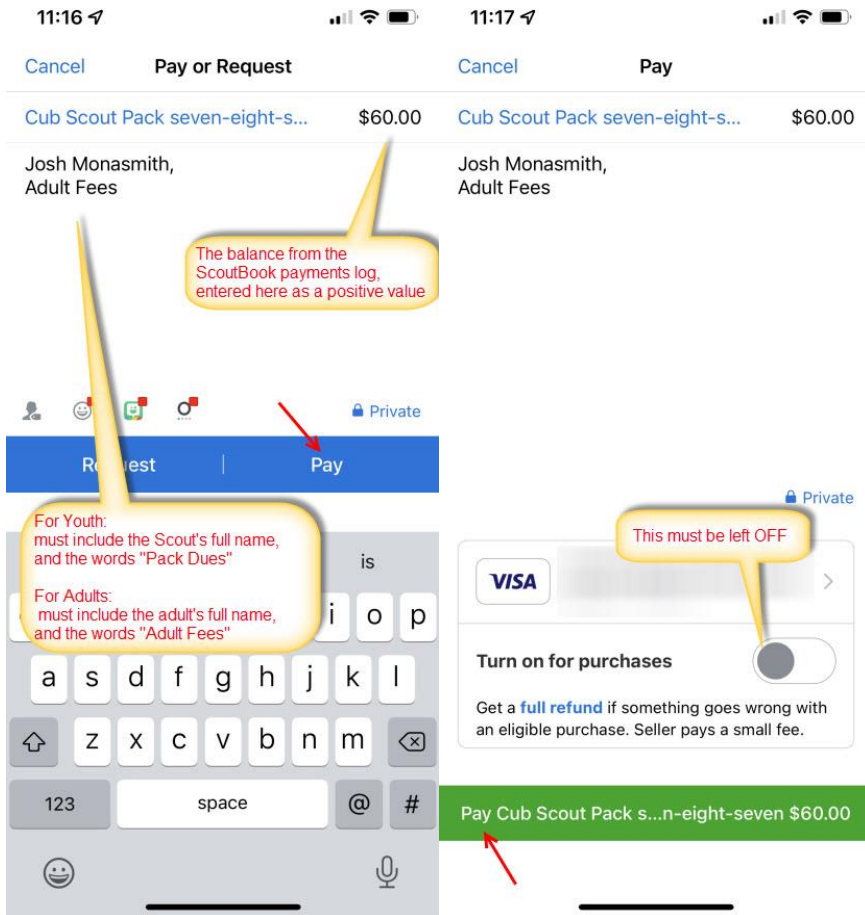 11:16
Cancel Pay or Request
Cub Scout Pack seven-eight-s... $60.00
Josh Monasmith,
Adult Fees
The balance from the
ScoutBook payments log,
entered here as a positive value
Private
Request Pay
For Youth:
must include the Scout's full name,
and the words "Pack Dues"
For Adults:
must include the adult's full name,
and the words "Adult Fees"
is
i o p
a s d f g h j k l
z x c v b n m
123 space @ #
11:17
Cancel Pay
Cub Scout Pack seven-eight-s... $60.00
Josh Monasmith,
Adult Fees
Private
This must be left OFF
VISA
Turn on for purchases
Get a full refund if something goes wrong with
an eligible purchase. Seller pays a small fee.
Pay Cub Scout Pack s...n-eight-seven $60.00